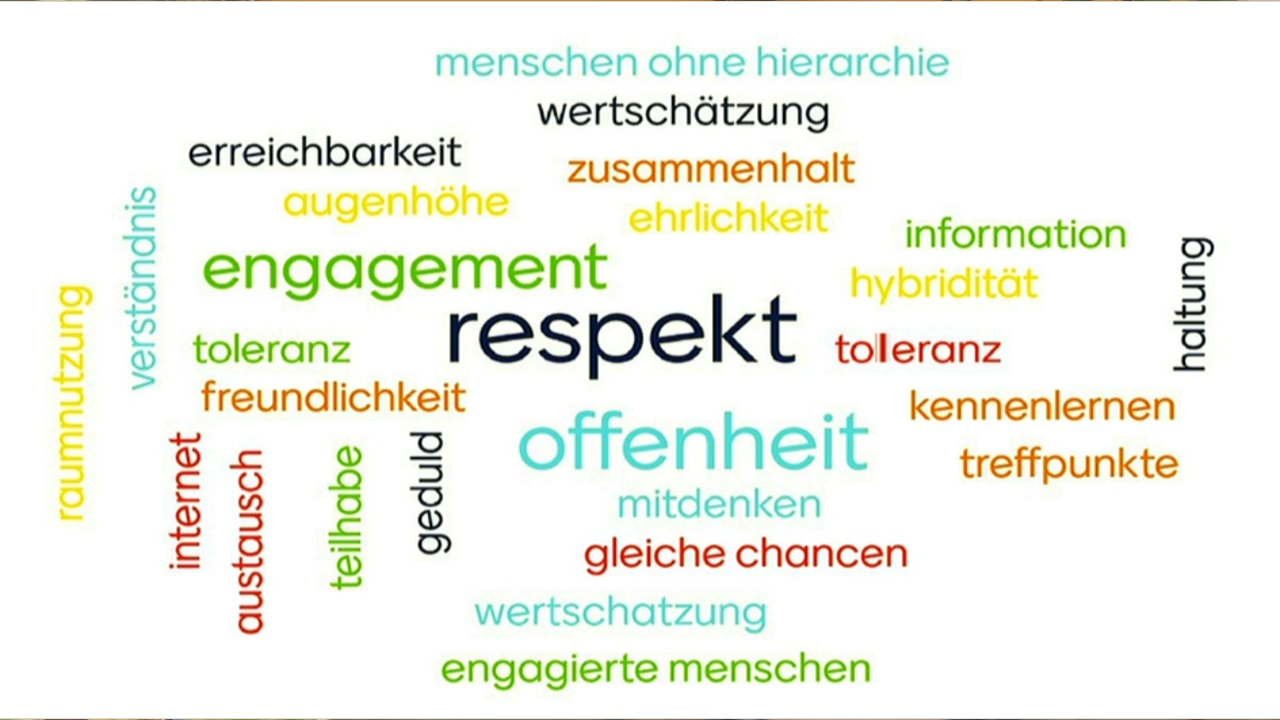 menschen ohne hierarchie
wertschätzung
erreichbarkeit
zusammenhalt
augenhöhe
ehrlichkeit
verständnis
information
engagement
hybridität
haltung
raumnutzung
respekt
toleranz
tolleranz
freundlichkeit
kennenlernen
offenheit
treffpunkte
internet
austausch
teilhabe
geduld
mitdenken
gleiche chancen
wertschatzung
engagierte menschen